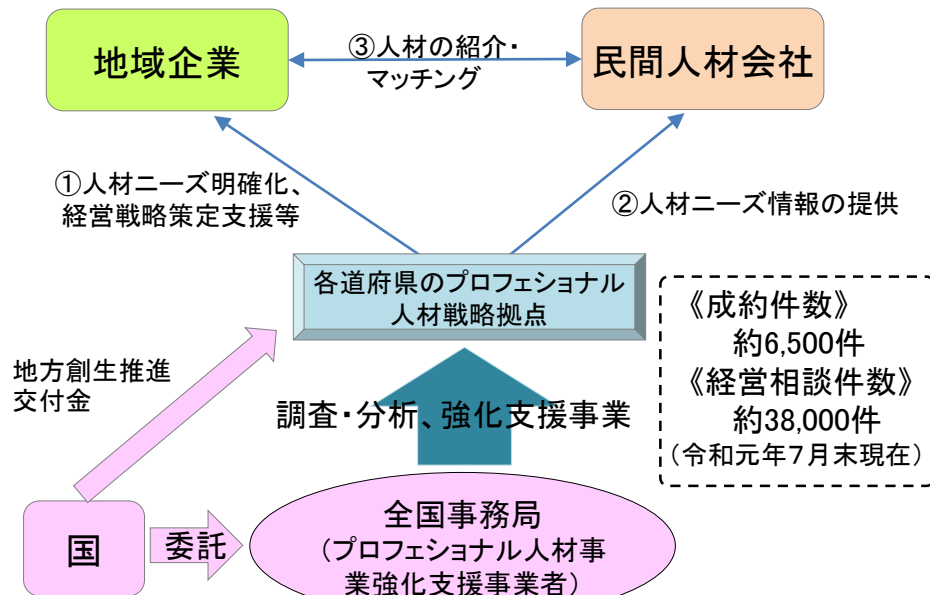 地域企業
③人材の紹介・
マッチング
民間人材会社
①人材ニーズ明確化、
経営戦略策定支援等
②人材ニーズ情報の提供
各道府県のプロフェショナル
人材戦略拠点
《成約件数》
約6,500件
《経営相談件数》
約38,000件
（令和元年７月末現在）
地方創生推進
交付金
調査・分析、強化支援事業
国
委託
全国事務局
（プロフェショナル人材事
業強化支援事業者）